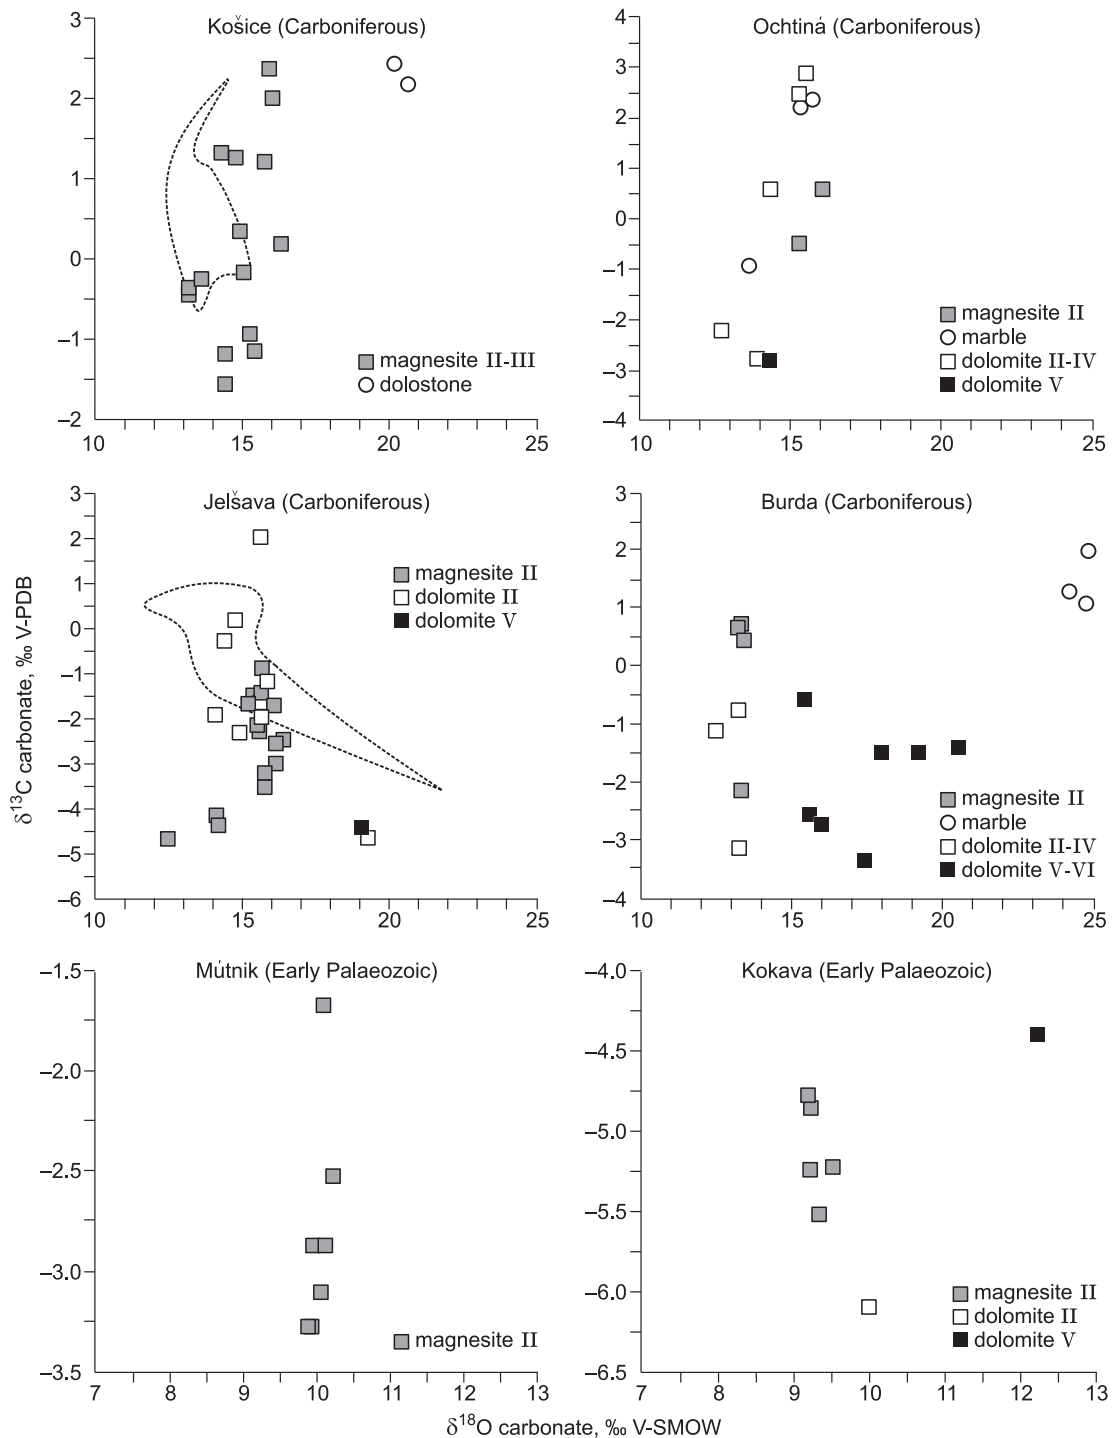 Košice (Carboniferous)
3
2
1
0
–1
–2
magnesite II-III
dolostone
10
15
20
25
Ochtiná (Carboniferous)
4
3
2
1
0
–1
–2
–3
–4
magnesite II
marble
dolomite II-IV
dolomite V
10
15
20
25
δ13C carbonate, ‰ V-PDB
Jelšava (Carboniferous)
3
2
1
0
–1
–2
–3
–4
–5
–6
magnesite II
dolomite II
dolomite V
10
15
20
25
Burda (Carboniferous)
3
2
1
0
–1
–2
–3
–4
magnesite II
marble
dolomite II-IV
dolomite V-VI
10
15
20
25
Mútnik (Early Palaeozoic)
–1.5
–2.0
–2.5
–3.0
–3.5
magnesite II
7
8
9
10
11
12
13
Kokava (Early Palaeozoic)
–4.0
–4.5
–5.0
–5.5
–6.0
–6.5
magnesite II
dolomite II
dolomite V
7
8
9
10
11
12
13
δ18O carbonate, ‰ V-SMOW